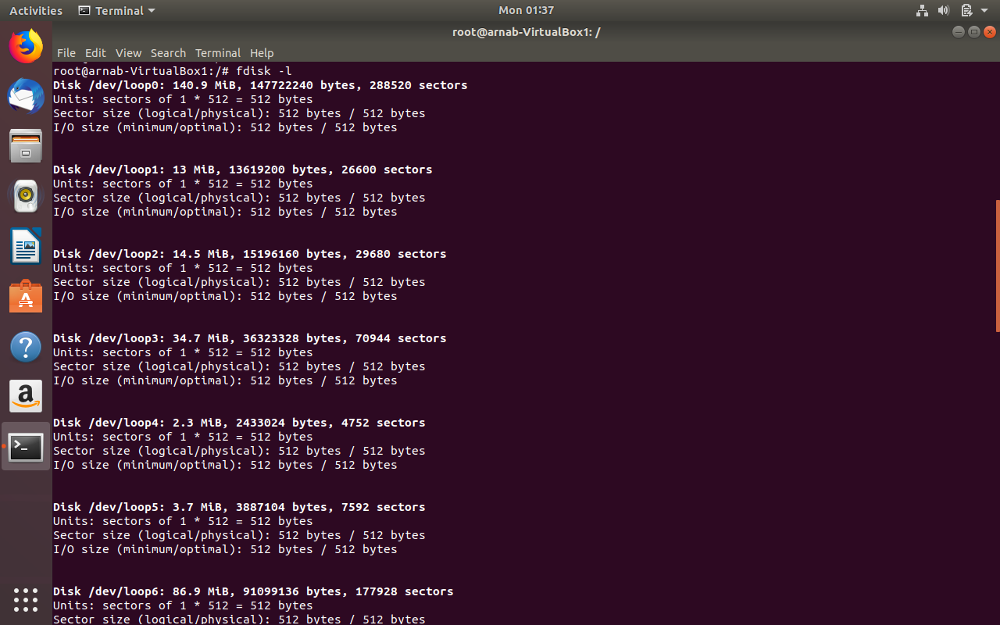 Activities Terminal Mon 01:37
root@arnab-VirtualBox1: /
File Edit View Search Terminal Help
root@arnab-VirtualBox1:/# fdisk -l
Disk /dev/loop0: 140.9 MiB, 147722240 bytes, 288520 sectors
Units: sectors of 1 * 512 = 512 bytes
Sector size (logical/physical): 512 bytes / 512 bytes
I/O size (minimum/optimal): 512 bytes / 512 bytes
Disk /dev/loop1: 13 MiB, 13619200 bytes, 26600 sectors
Units: sectors of 1 * 512 = 512 bytes
Sector size (logical/physical): 512 bytes / 512 bytes
I/O size (minimum/optimal): 512 bytes / 512 bytes
Disk /dev/loop2: 14.5 MiB, 15196160 bytes, 29680 sectors
Units: sectors of 1 * 512 = 512 bytes
Sector size (logical/physical): 512 bytes / 512 bytes
I/O size (minimum/optimal): 512 bytes / 512 bytes
Disk /dev/loop3: 34.7 MiB, 36323328 bytes, 70944 sectors
Units: sectors of 1 * 512 = 512 bytes
Sector size (logical/physical): 512 bytes / 512 bytes
I/O size (minimum/optimal): 512 bytes / 512 bytes
Disk /dev/loop4: 2.3 MiB, 2433024 bytes, 4752 sectors
Units: sectors of 1 * 512 = 512 bytes
Sector size (logical/physical): 512 bytes / 512 bytes
I/O size (minimum/optimal): 512 bytes / 512 bytes
Disk /dev/loop5: 3.7 MiB, 3887104 bytes, 7592 sectors
Units: sectors of 1 * 512 = 512 bytes
Sector size (logical/physical): 512 bytes / 512 bytes
I/O size (minimum/optimal): 512 bytes / 512 bytes
Disk /dev/loop6: 86.9 MiB, 91099136 bytes, 177928 sectors
Units: sectors of 1 * 512 = 512 bytes
Sector size (logical/physical): 512 bytes / 512 bytes